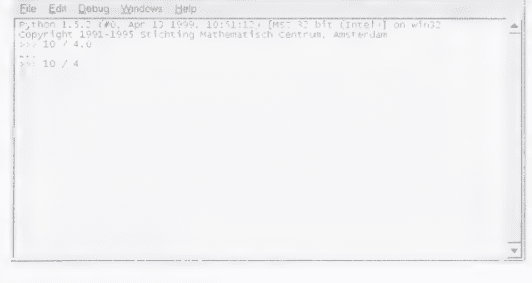 File Edit Debug Windows Help
Python 1.5.2 (#0, Apr 13 1999, 10:51:12) [MSC 32 bit (Intel)] on win32
Copyright 1991-1995 Stichting Mathematisch Centrum, Amsterdam
>>> 10 / 4.0
>>> 10 / 4